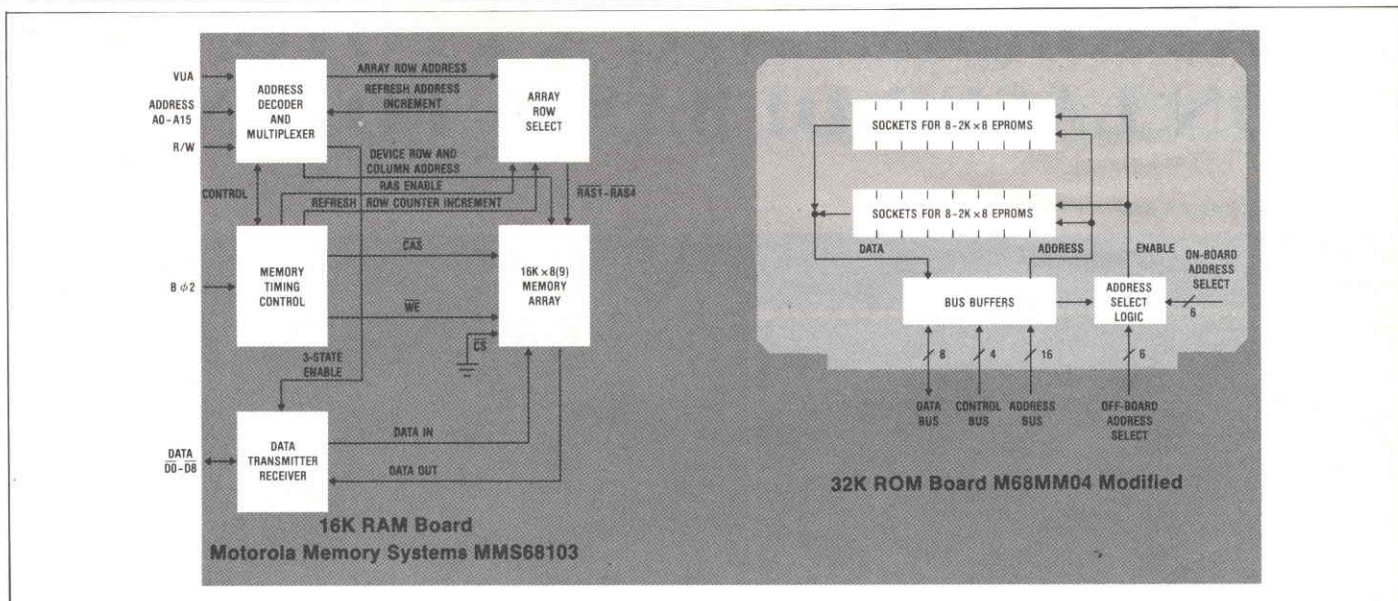 VUA
ADDRESS
A0-A15
R/W
ADDRESS
DECODER
AND
MULTIPLEXER
ARRAY ROW ADDRESS
REFRESH ADDRESS
INCREMENT
ARRAY
ROW
SELECT
DEVICE ROW AND
COLUMN ADDRESS
CONTROL
RAS ENABLE
REFRESH ROW COUNTER INCREMENT
RAS1-RAS4
Bφ2
MEMORY
TIMING
CONTROL
CAS
WE
CS
16K×8(9)
MEMORY
ARRAY
3-STATE
ENABLE
DATA
D0-D8
DATA
TRANSMITTER
RECEIVER
DATA IN
DATA OUT
16K RAM Board
Motorola Memory Systems MMS68103
SOCKETS FOR 8-2K×8 EPROMS
SOCKETS FOR 8-2K×8 EPROMS
DATA
ADDRESS
ENABLE
ON-BOARD
ADDRESS
SELECT
6
BUS BUFFERS
ADDRESS
SELECT
LOGIC
8
4
16
6
DATA
BUS
CONTROL
BUS
ADDRESS
BUS
OFF-BOARD
ADDRESS
SELECT
32K ROM Board M68MM04 Modified